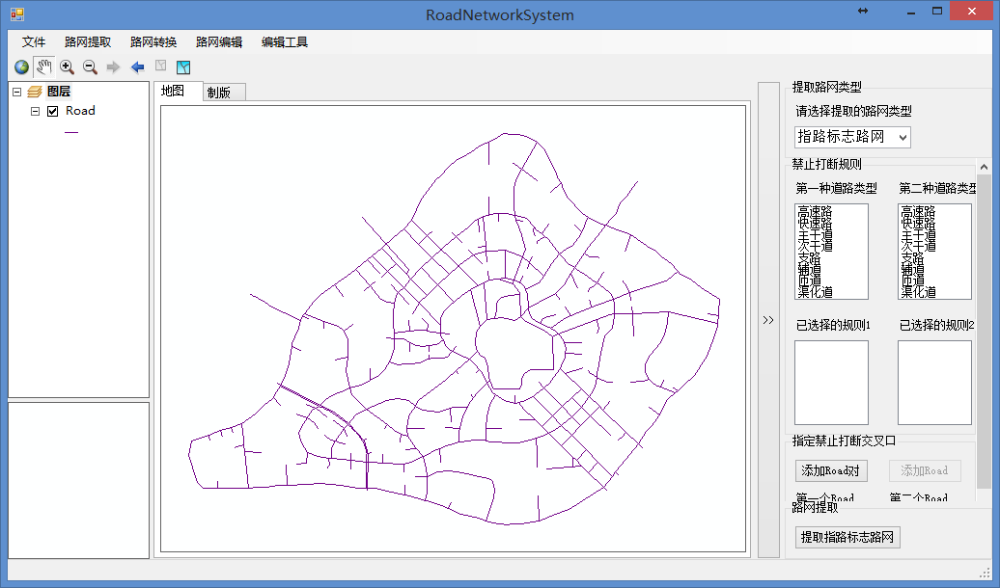 RoadNetworkSystem
文件 路网提取 路网转换 路网编辑 编辑工具
图层
Road
地图 制版
>>
提取路网类型
请选择提取的路网类型
指路标志路网
禁止打断规则
第一种道路类型 第二种道路类型
高速路 高速路
快速路 快速路
主干道 主干道
次干道 次干道
支路 支路
辅道 辅道
匝道 匝道
渠化道 渠化道
已选择的规则1 已选择的规则2
指定禁止打断交叉口
添加Road对 添加Road
第一个Road 第二个Road
路网提取
提取指路标志路网